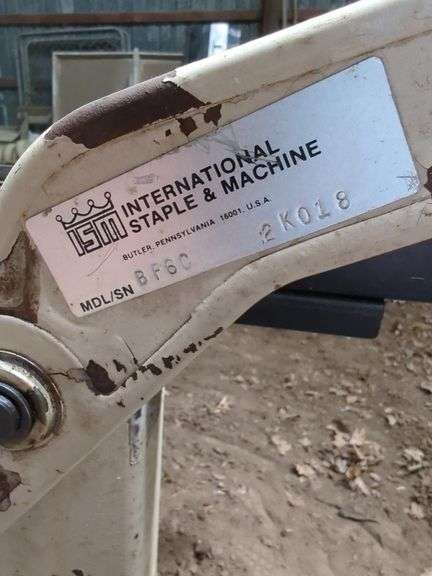 ISM
INTERNATIONAL
STAPLE & MACHINE
BUTLER, PENNSYLVANIA 16001. U.S.A.
MDL/SN BF6C 2K018